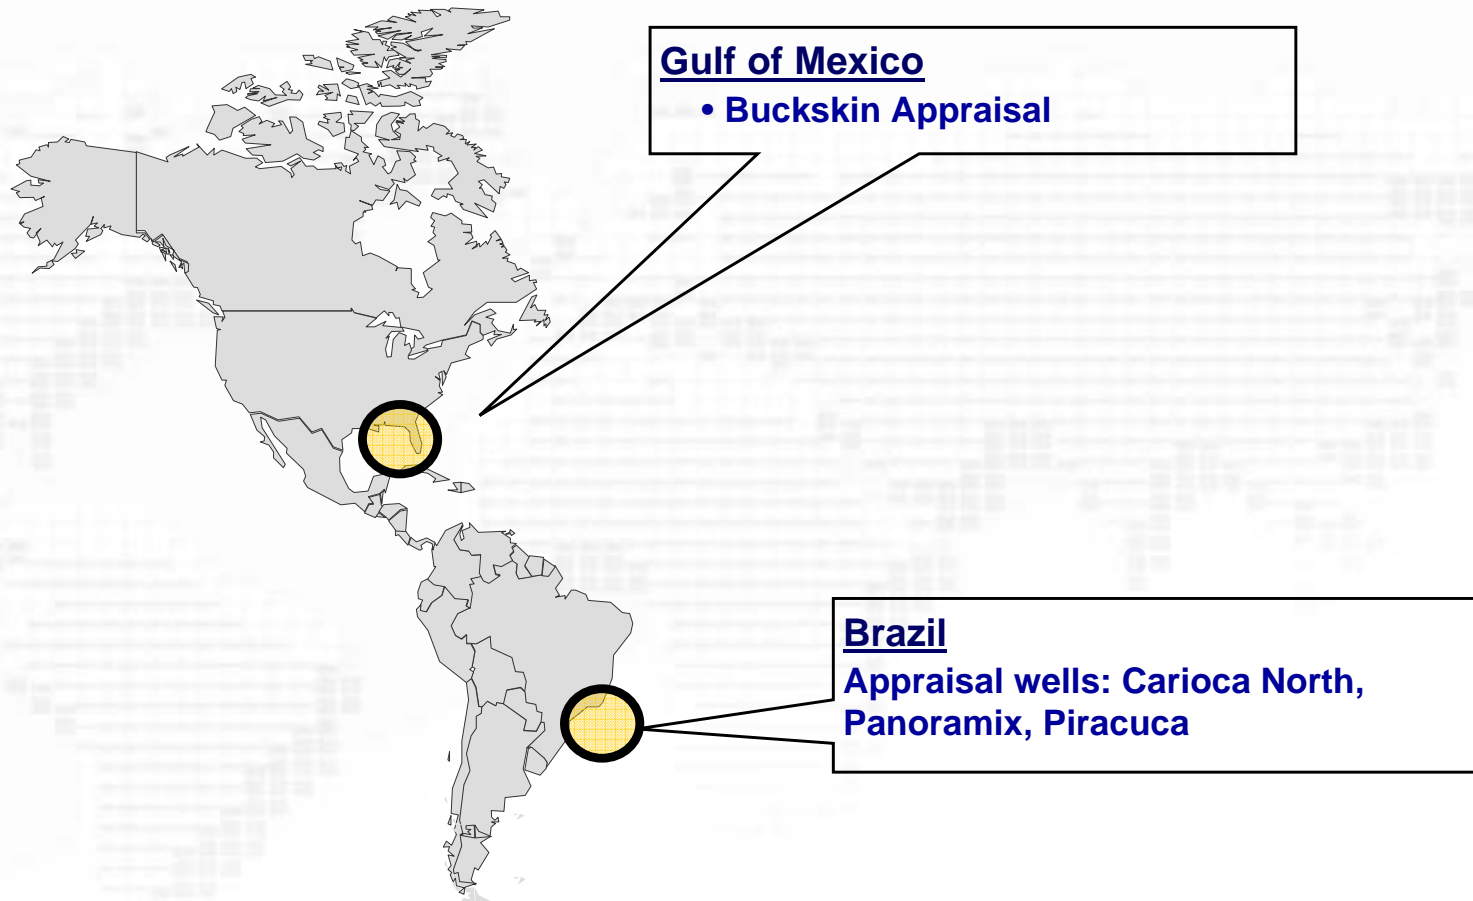 Gulf of Mexico
• Buckskin Appraisal
Brazil
Appraisal wells: Carioca North,
Panoramix, Piracuca